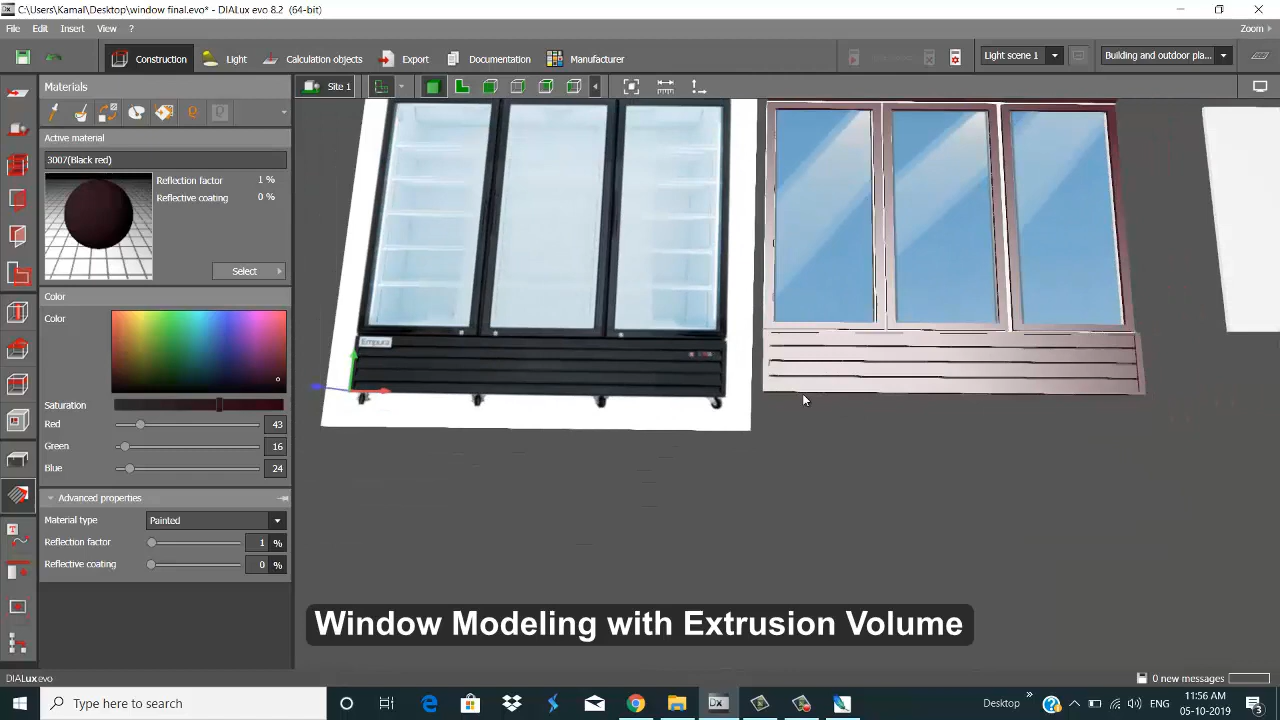 C:\Users\Kamal\Desktop\window final.evo* - DIALux evo 8.2 (64-bit)
File Edit Insert View Zoom
Construction Light Calculation objects Export Documentation Manufacturer Light scene 1 Building and outdoor pla...
Materials Site 1
Active material
3007(Black red)
Reflection factor 1 %
Reflective coating 0 %
Select
Color
Color
Saturation
Red 43
Green 16
Blue 24
Advanced properties
Material type Painted
Reflection factor 1 %
Reflective coating 0 %
Empura
Window Modeling with Extrusion Volume
DIALux evo 0 new messages
Type here to search
Desktop
ENG
11:56 AM
05-10-2019
3